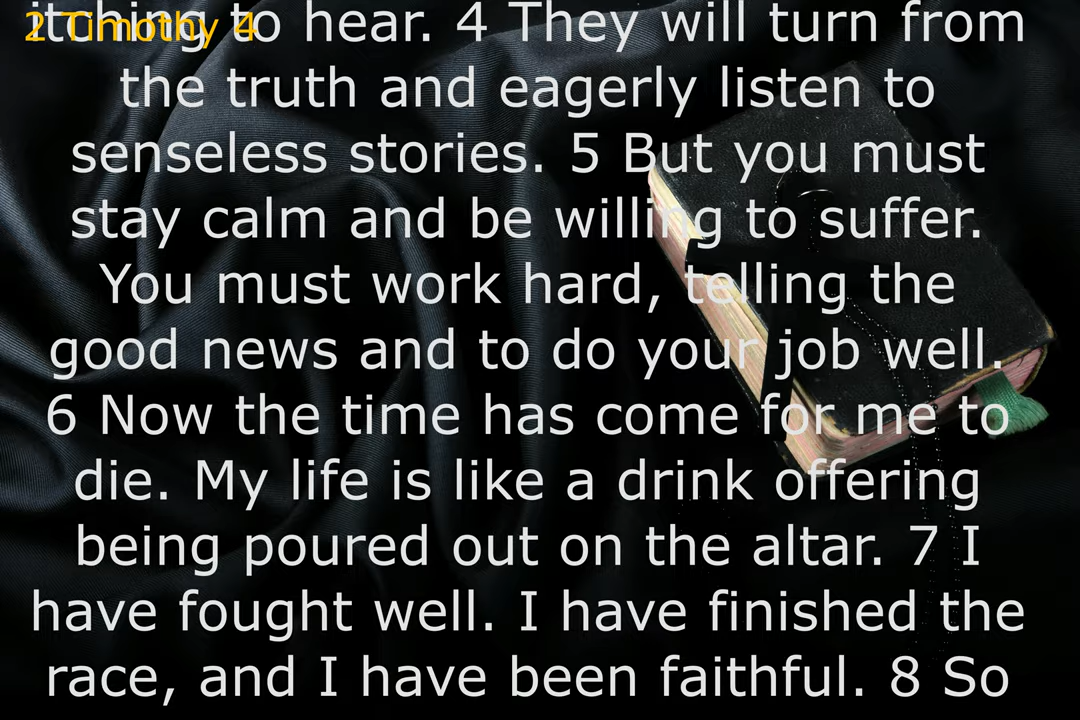 2 Timothy 4
itching to hear. 4 They will turn from
the truth and eagerly listen to
senseless stories. 5 But you must
stay calm and be willing to suffer.
You must work hard, telling the
good news and to do your job well.
6 Now the time has come for me to
die. My life is like a drink offering
being poured out on the altar. 7 I
have fought well. I have finished the
race, and I have been faithful. 8 So